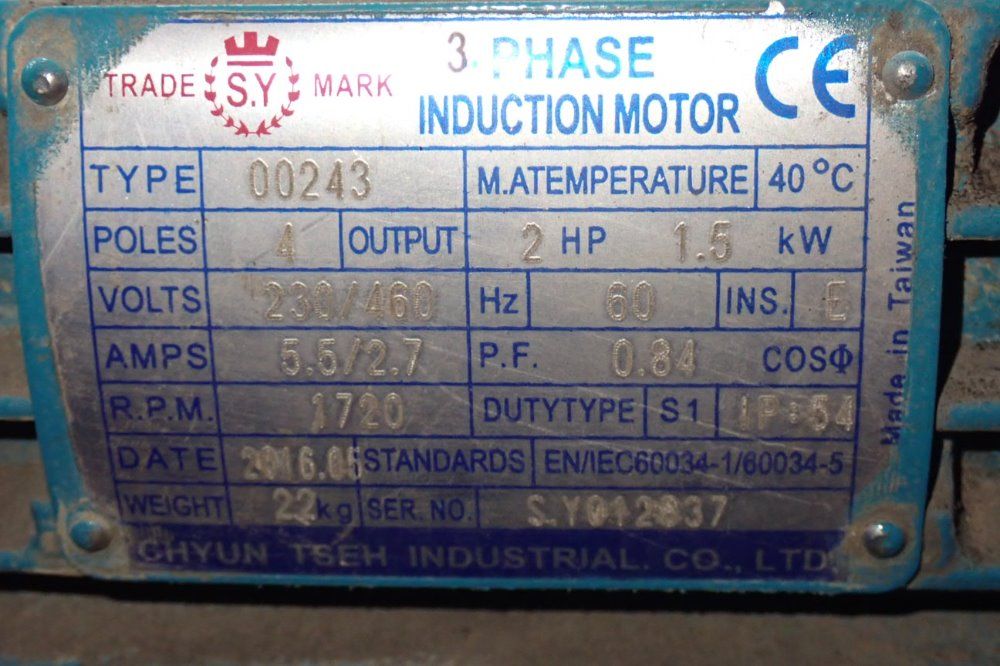 TRADE S.Y MARK
3. PHASE
INDUCTION MOTOR
CE
TYPE 00243 M.ATEMPERATURE 40°C
POLES 4 OUTPUT 2 HP 1.5 kW
VOLTS 230/460 Hz 60 INS. E
AMPS 5.5/2.7 P.F. 0.84 COSΦ
R.P.M. 1720 DUTYTYPE S1 IP:54
DATE 2016.05 STANDARDS EN/IEC60034-1/60034-5
WEIGHT 22kg SER. NO. S.Y012837
CHYUN TSEH INDUSTRIAL. CO., LTD.
Made in Taiwan